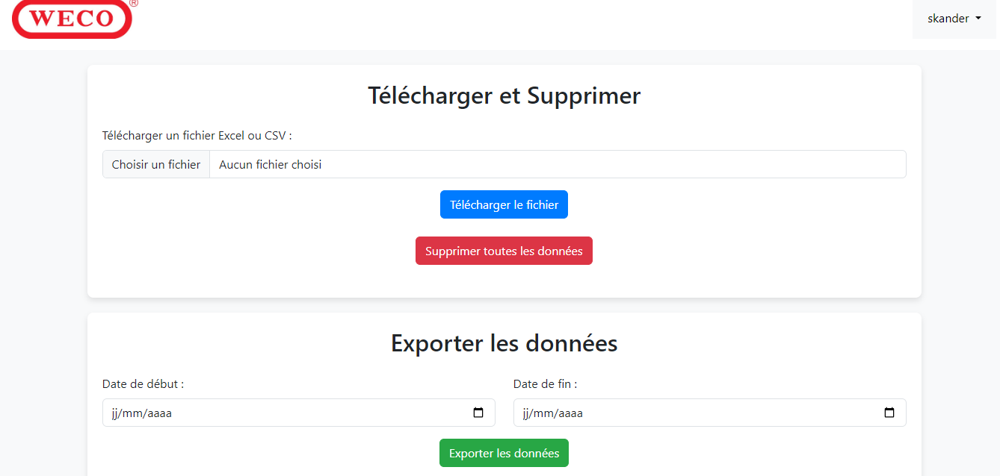 WECO®
skander
Télécharger et Supprimer
Télécharger un fichier Excel ou CSV :
Choisir un fichier Aucun fichier choisi
Télécharger le fichier
Supprimer toutes les données
Exporter les données
Date de début : Date de fin :
jj/mm/aaaa jj/mm/aaaa
Exporter les données